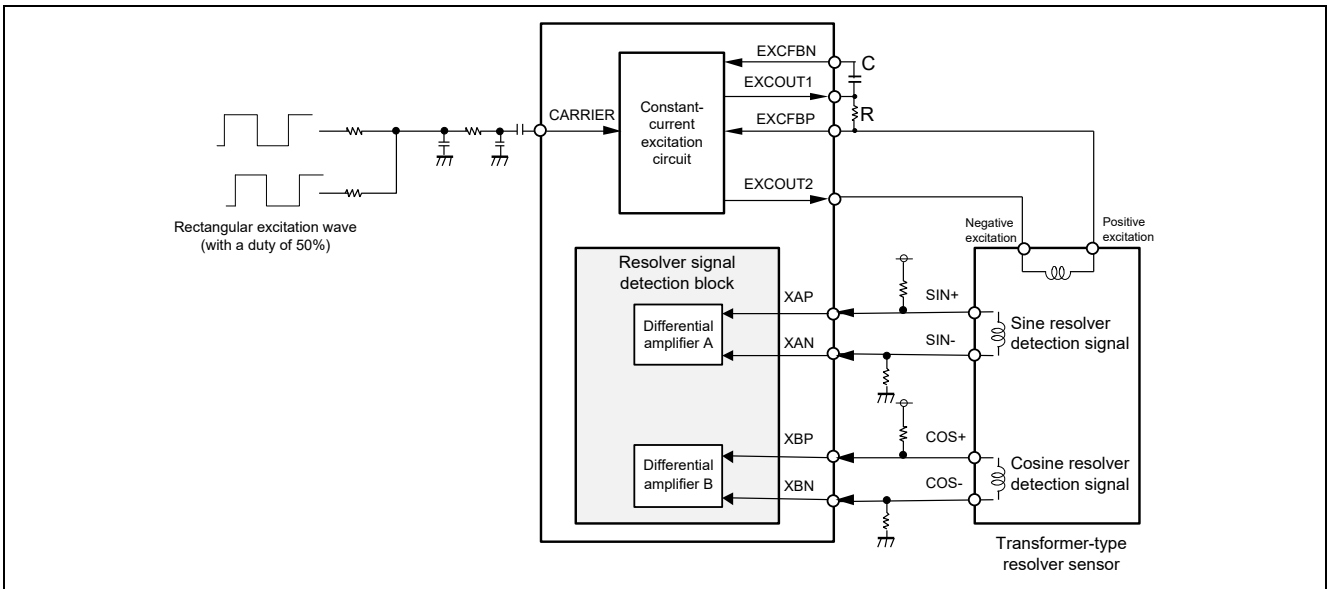 EXCFBN
C
EXCOUT1
CARRIER
Constant-
current
excitation
circuit
R
EXCFBP
EXCOUT2
Rectangular excitation wave
(with a duty of 50%)
Negative
excitation
Positive
excitation
Resolver signal
detection block
XAP
SIN+
Differential
amplifier A
XAN
SIN-
Sine resolver
detection signal
XBP
COS+
Differential
amplifier B
XBN
COS-
Cosine resolver
detection signal
Transformer-type
resolver sensor